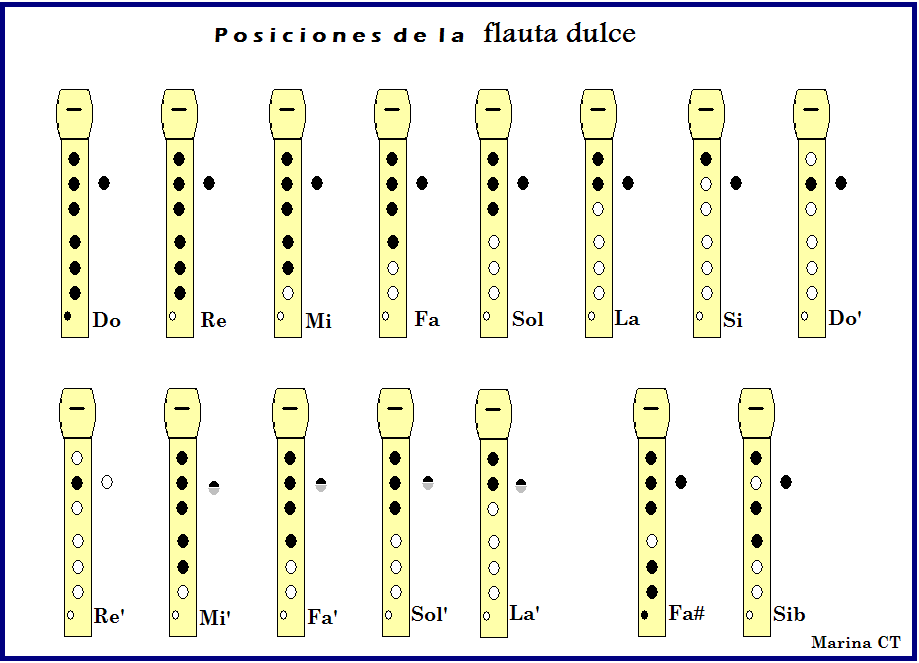 Posiciones de la flauta dulce
Do Re Mi Fa Sol La Si Do'
Re' Mi' Fa' Sol' La' Fa# Sib
Marina CT